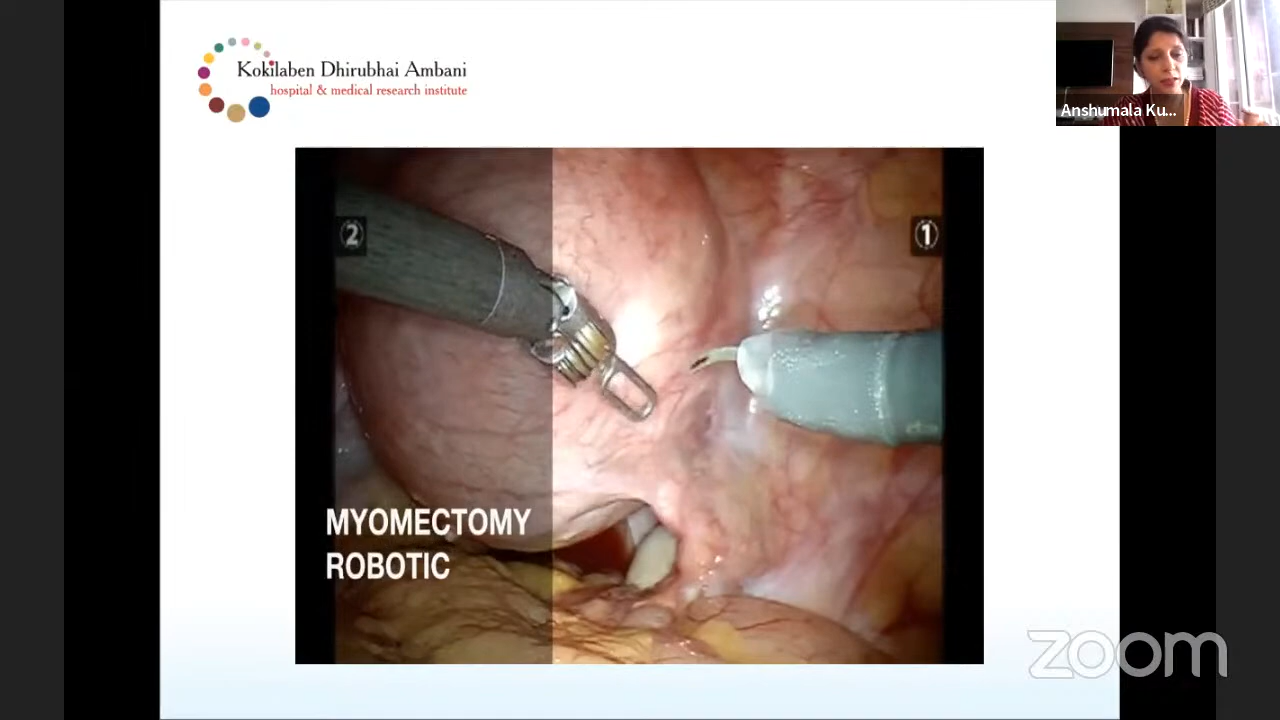 Kokilaben Dhirubhai Ambani
hospital & medical research institute
Anshumala Ku...
2
1
MYOMECTOMY
ROBOTIC
zoom